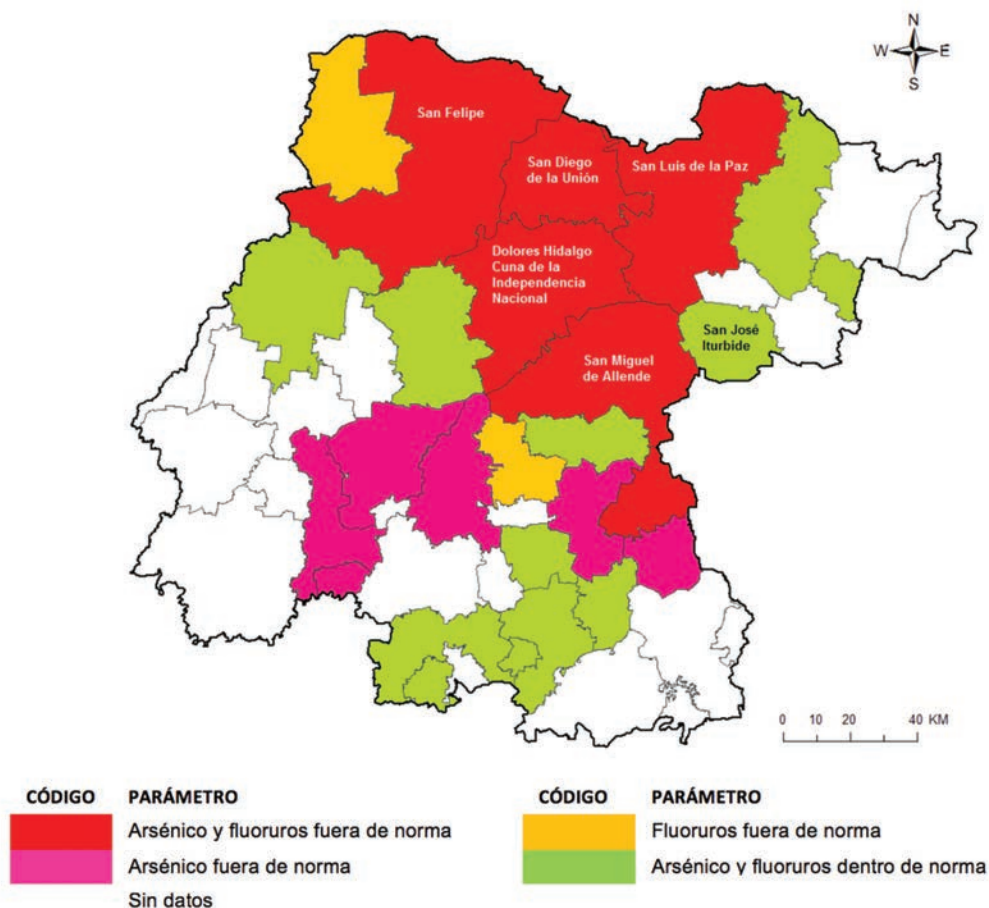 N
W E
S
San Felipe
San Diego
de la Unión
San Luis de la Paz
Dolores Hidalgo
Cuna de la
Independencia
Nacional
San José
Iturbide
San Miguel
de Allende
0 10 20 40 KM
CÓDIGO PARÁMETRO
Arsénico y fluoruros fuera de norma
Arsénico fuera de norma
Sin datos
CÓDIGO PARÁMETRO
Fluoruros fuera de norma
Arsénico y fluoruros dentro de norma